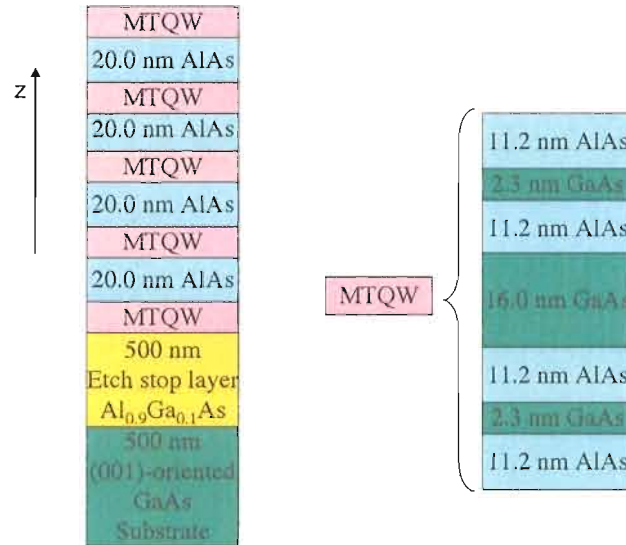 MTQW
20.0 nm AlAs
MTQW
20.0 nm AlAs
MTQW
20.0 nm AlAs
MTQW
20.0 nm AlAs
MTQW
500 nm
Etch stop layer
Al₀.₉Ga₀.₁As
500 nm
(001)-oriented
GaAs
Substrate
z
MTQW
11.2 nm AlAs
2.3 nm GaAs
11.2 nm AlAs
16.0 nm GaAs
11.2 nm AlAs
2.3 nm GaAs
11.2 nm AlAs